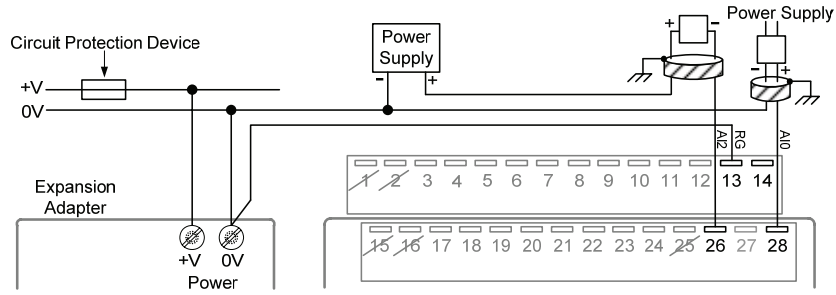 Power Supply
Circuit Protection Device
Power
Supply
+ -
- +
- +
+V
0V
AI2
RG
AI0
1 2 3 4 5 6 7 8 9 10 11 12 13 14
Expansion
Adapter
15 16 17 18 19 20 21 22 23 24 25 26 27 28
+V 0V
Power